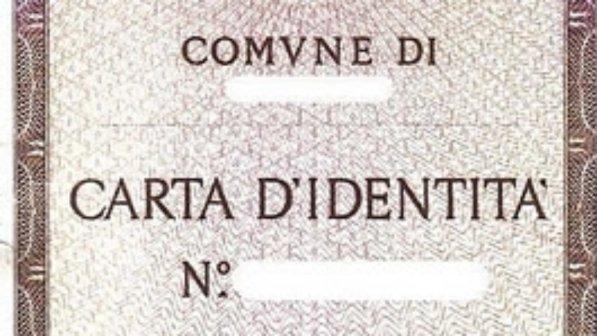 COMVNE DI
CARTA D'IDENTITA'
N.º